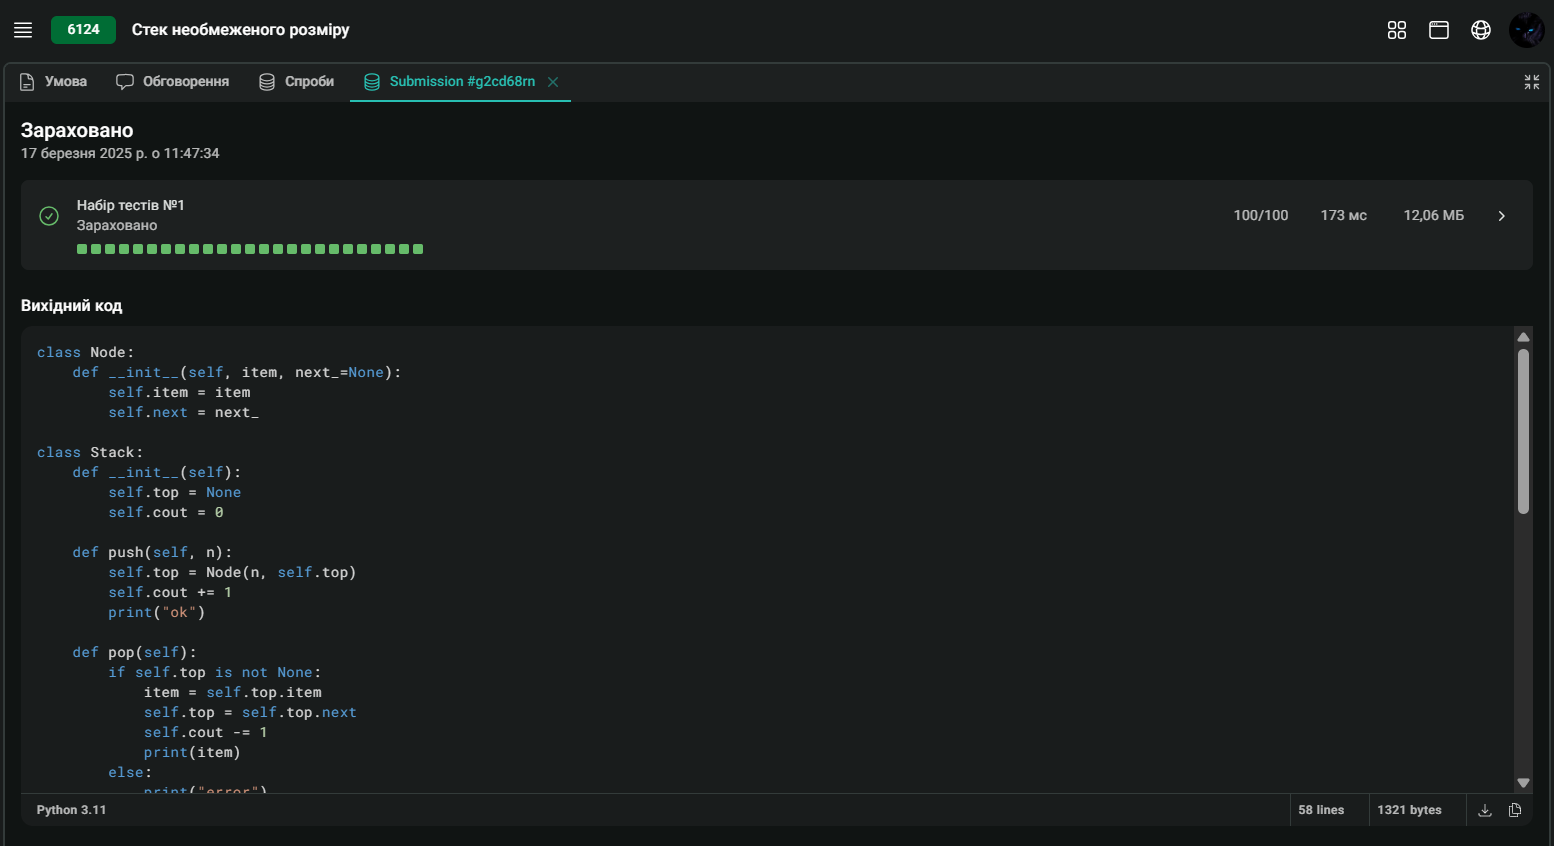 6124 Стек необмеженого розміру
Умова Обговорення Спроби Submission #g2cd68rn
Зараховано
17 березня 2025 р. о 11:47:34
Набір тестів №1
Зараховано
100/100 173 мс 12,06 МБ
Вихідний код
class Node:
    def __init__(self, item, next_=None):
        self.item = item
        self.next = next_
class Stack:
    def __init__(self):
        self.top = None
        self.cout = 0
    def push(self, n):
        self.top = Node(n, self.top)
        self.cout += 1
        print("ok")
    def pop(self):
        if self.top is not None:
            item = self.top.item
            self.top = self.top.next
            self.cout -= 1
            print(item)
        else:
            print("error")
Python 3.11 58 lines 1321 bytes